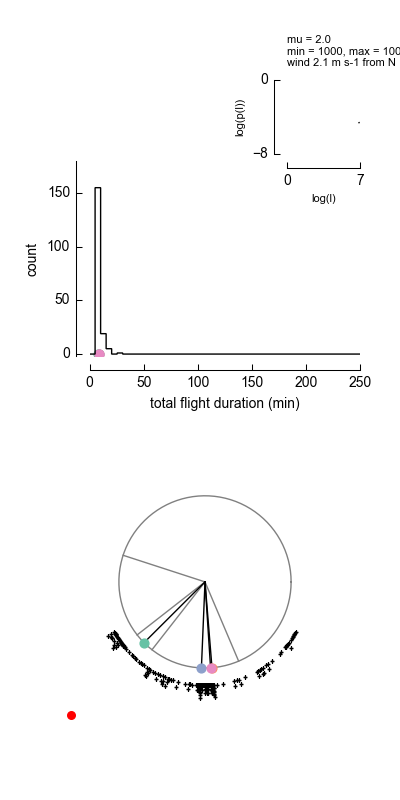 mu = 2.0
min = 1000, max = 100
wind 2.1 m s-1 from N
0
log(p(l))
−8
0
7
log(l)
150
100
50
0
count
0
50
100
150
200
250
total flight duration (min)